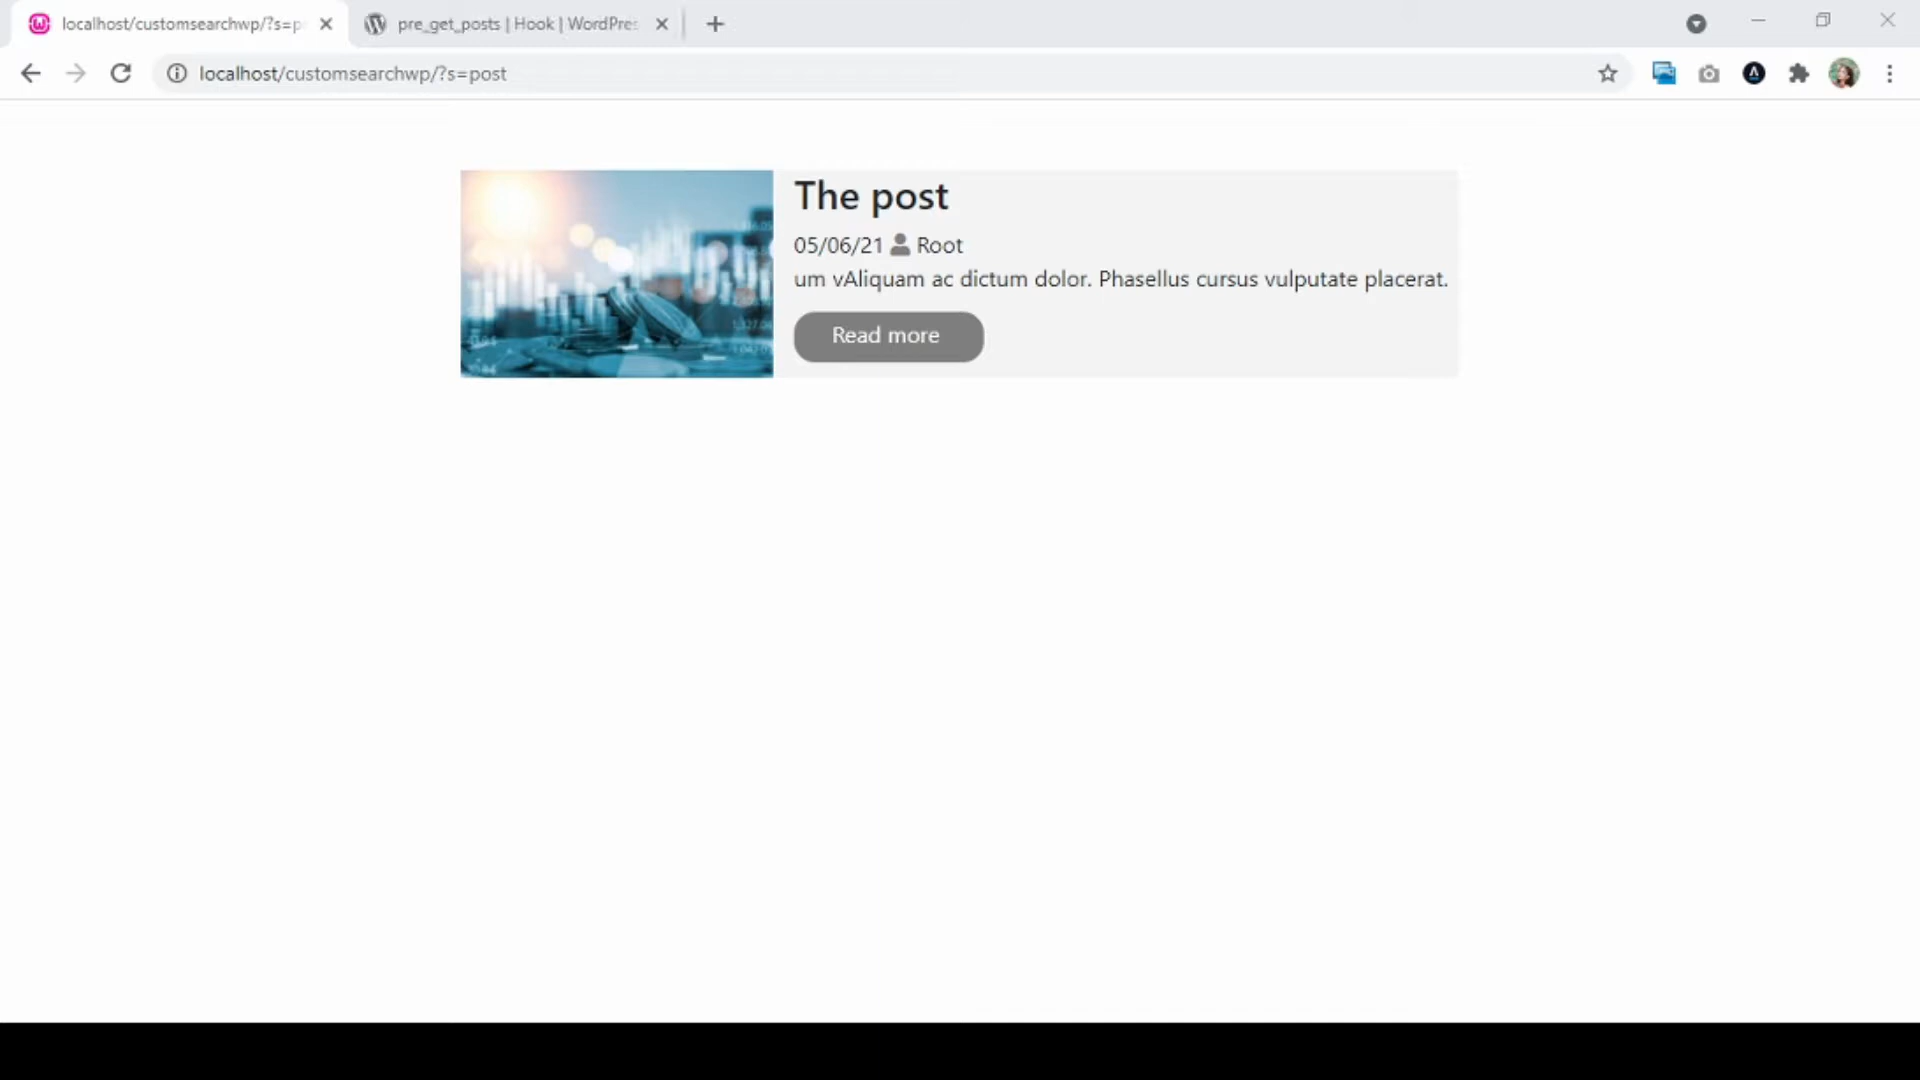 localhost/customsearchwp/?s=p
pre_get_posts | Hook | WordPres
localhost/customsearchwp/?s=post
The post
05/06/21 Root
um vAliquam ac dictum dolor. Phasellus cursus vulputate placerat.
Read more